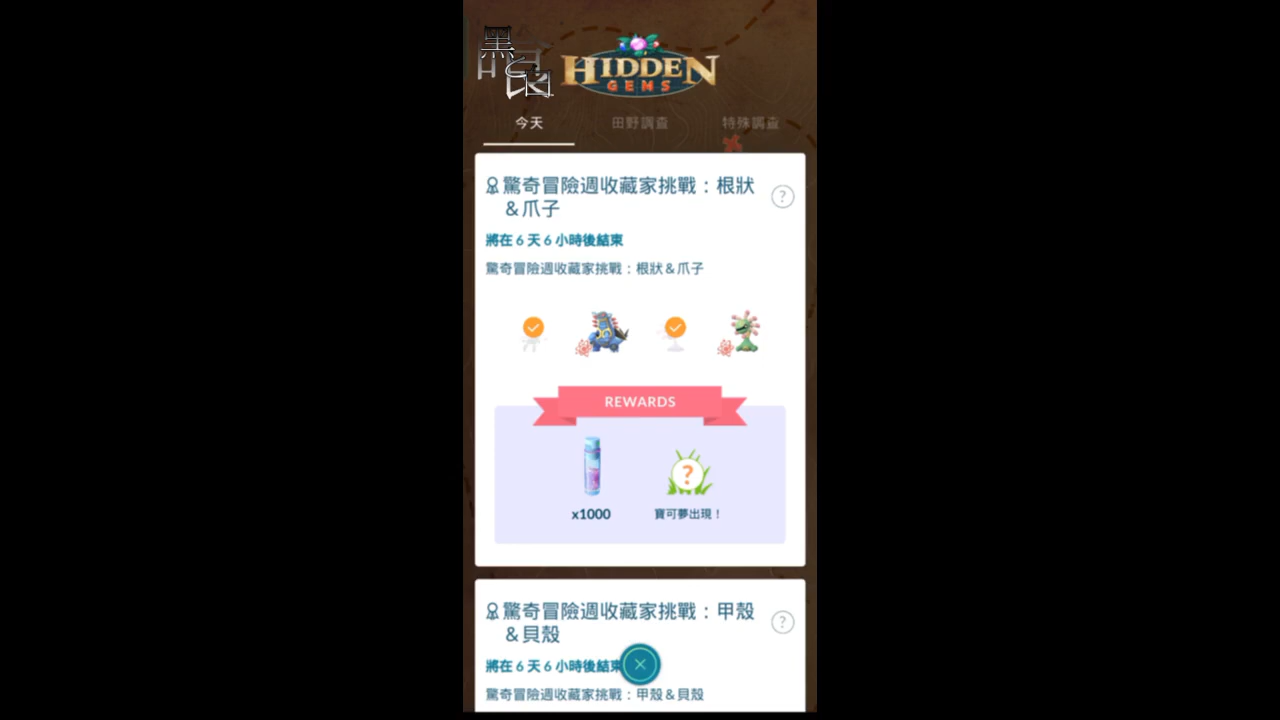 HIDDEN
GEMS
今天
田野調查
特殊調查
驚奇冒險週收藏家挑戰：根狀
＆爪子
?
將在 6 天 6 小時後結束
驚奇冒險週收藏家挑戰：根狀＆爪子
REWARDS
?
x1000
寶可夢出現！
驚奇冒險週收藏家挑戰：甲殼
＆貝殼
?
將在 6 天 6 小時後結束
驚奇冒險週收藏家挑戰：甲殼＆貝殼